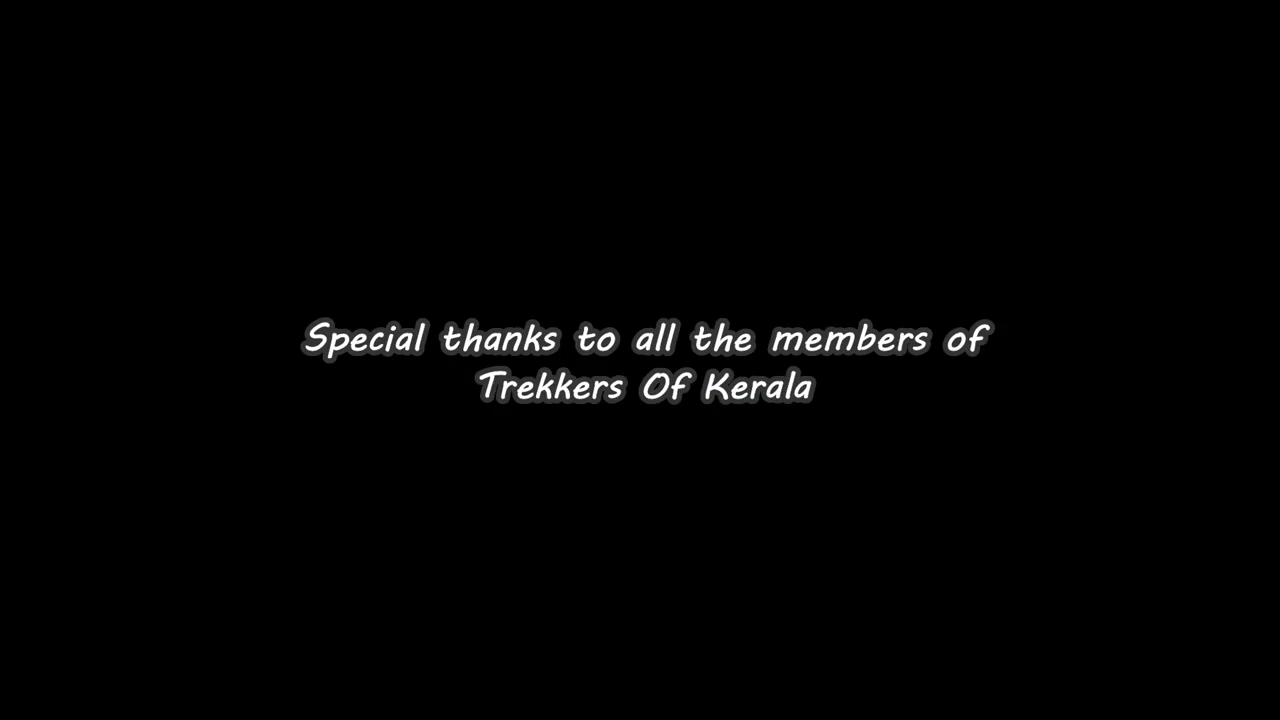 Special thanks to all the members of
Trekkers Of Kerala